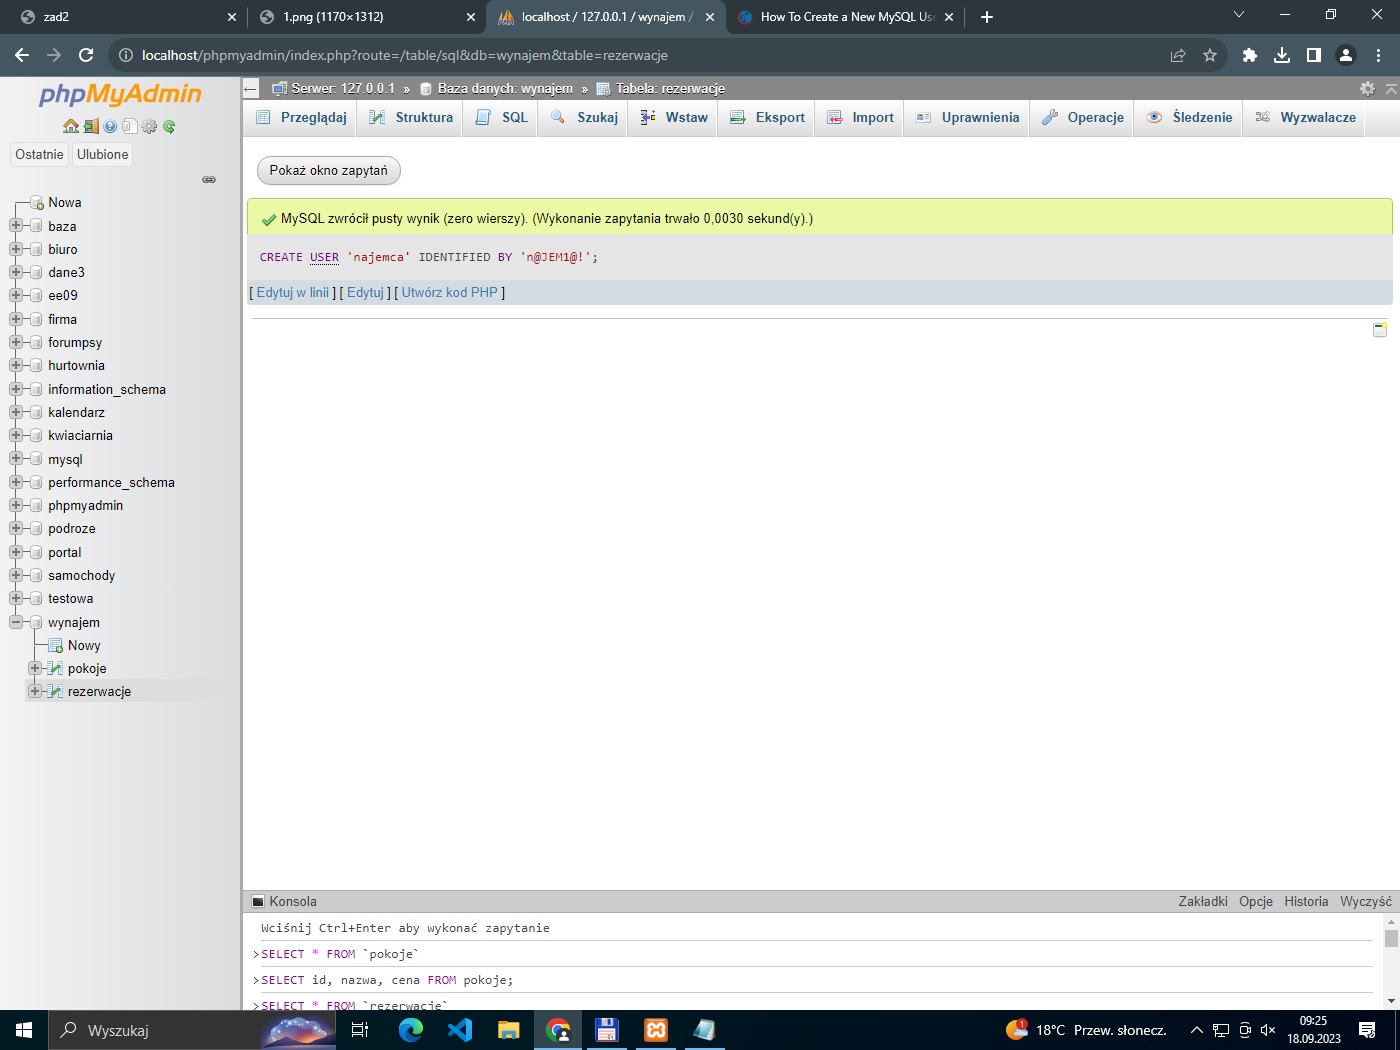 zad2
1.png (1170×1312)
localhost / 127.0.0.1 / wynajem /
How To Create a New MySQL Us
localhost/phpmyadmin/index.php?route=/table/sql&db=wynajem&table=rezerwacje
phpMyAdmin
Ostatnie
Ulubione
Nowa
baza
biuro
dane3
ee09
firma
forumpsy
hurtownia
information_schema
kalendarz
kwiaciarnia
mysql
performance_schema
phpmyadmin
podroze
portal
samochody
testowa
wynajem
Nowy
pokoje
rezerwacje
Serwer: 127.0.0.1 » Baza danych: wynajem » Tabela: rezerwacje
Przeglądaj
Struktura
SQL
Szukaj
Wstaw
Eksport
Import
Uprawnienia
Operacje
Śledzenie
Wyzwalacze
Pokaż okno zapytań
MySQL zwrócił pusty wynik (zero wierszy). (Wykonanie zapytania trwało 0,0030 sekund(y).)
CREATE USER 'najemca' IDENTIFIED BY 'n@JEM1@!';
[ Edytuj w linii ] [ Edytuj ] [ Utwórz kod PHP ]
Konsola
Zakładki
Opcje
Historia
Wyczyść
Wciśnij Ctrl+Enter aby wykonać zapytanie
>SELECT * FROM `pokoje`
>SELECT id, nazwa, cena FROM pokoje;
>SELECT * FROM `rezerwacje`
Wyszukaj
1
18°C Przew. słonecz.
09:25
18.09.2023